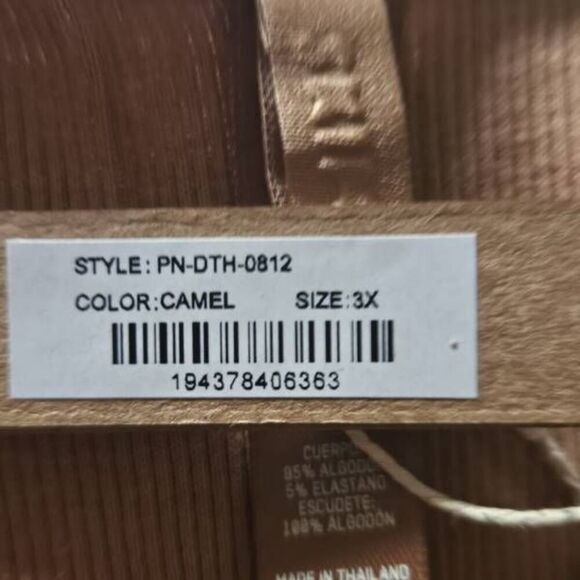 STYLE: PN-DTH-0812
COLOR:CAMEL SIZE:3X
194378406363
CUERPO
95% ALGODON
5% ELASTANO
ESCUDETE:
100% ALGODON
MADE IN THAILAND